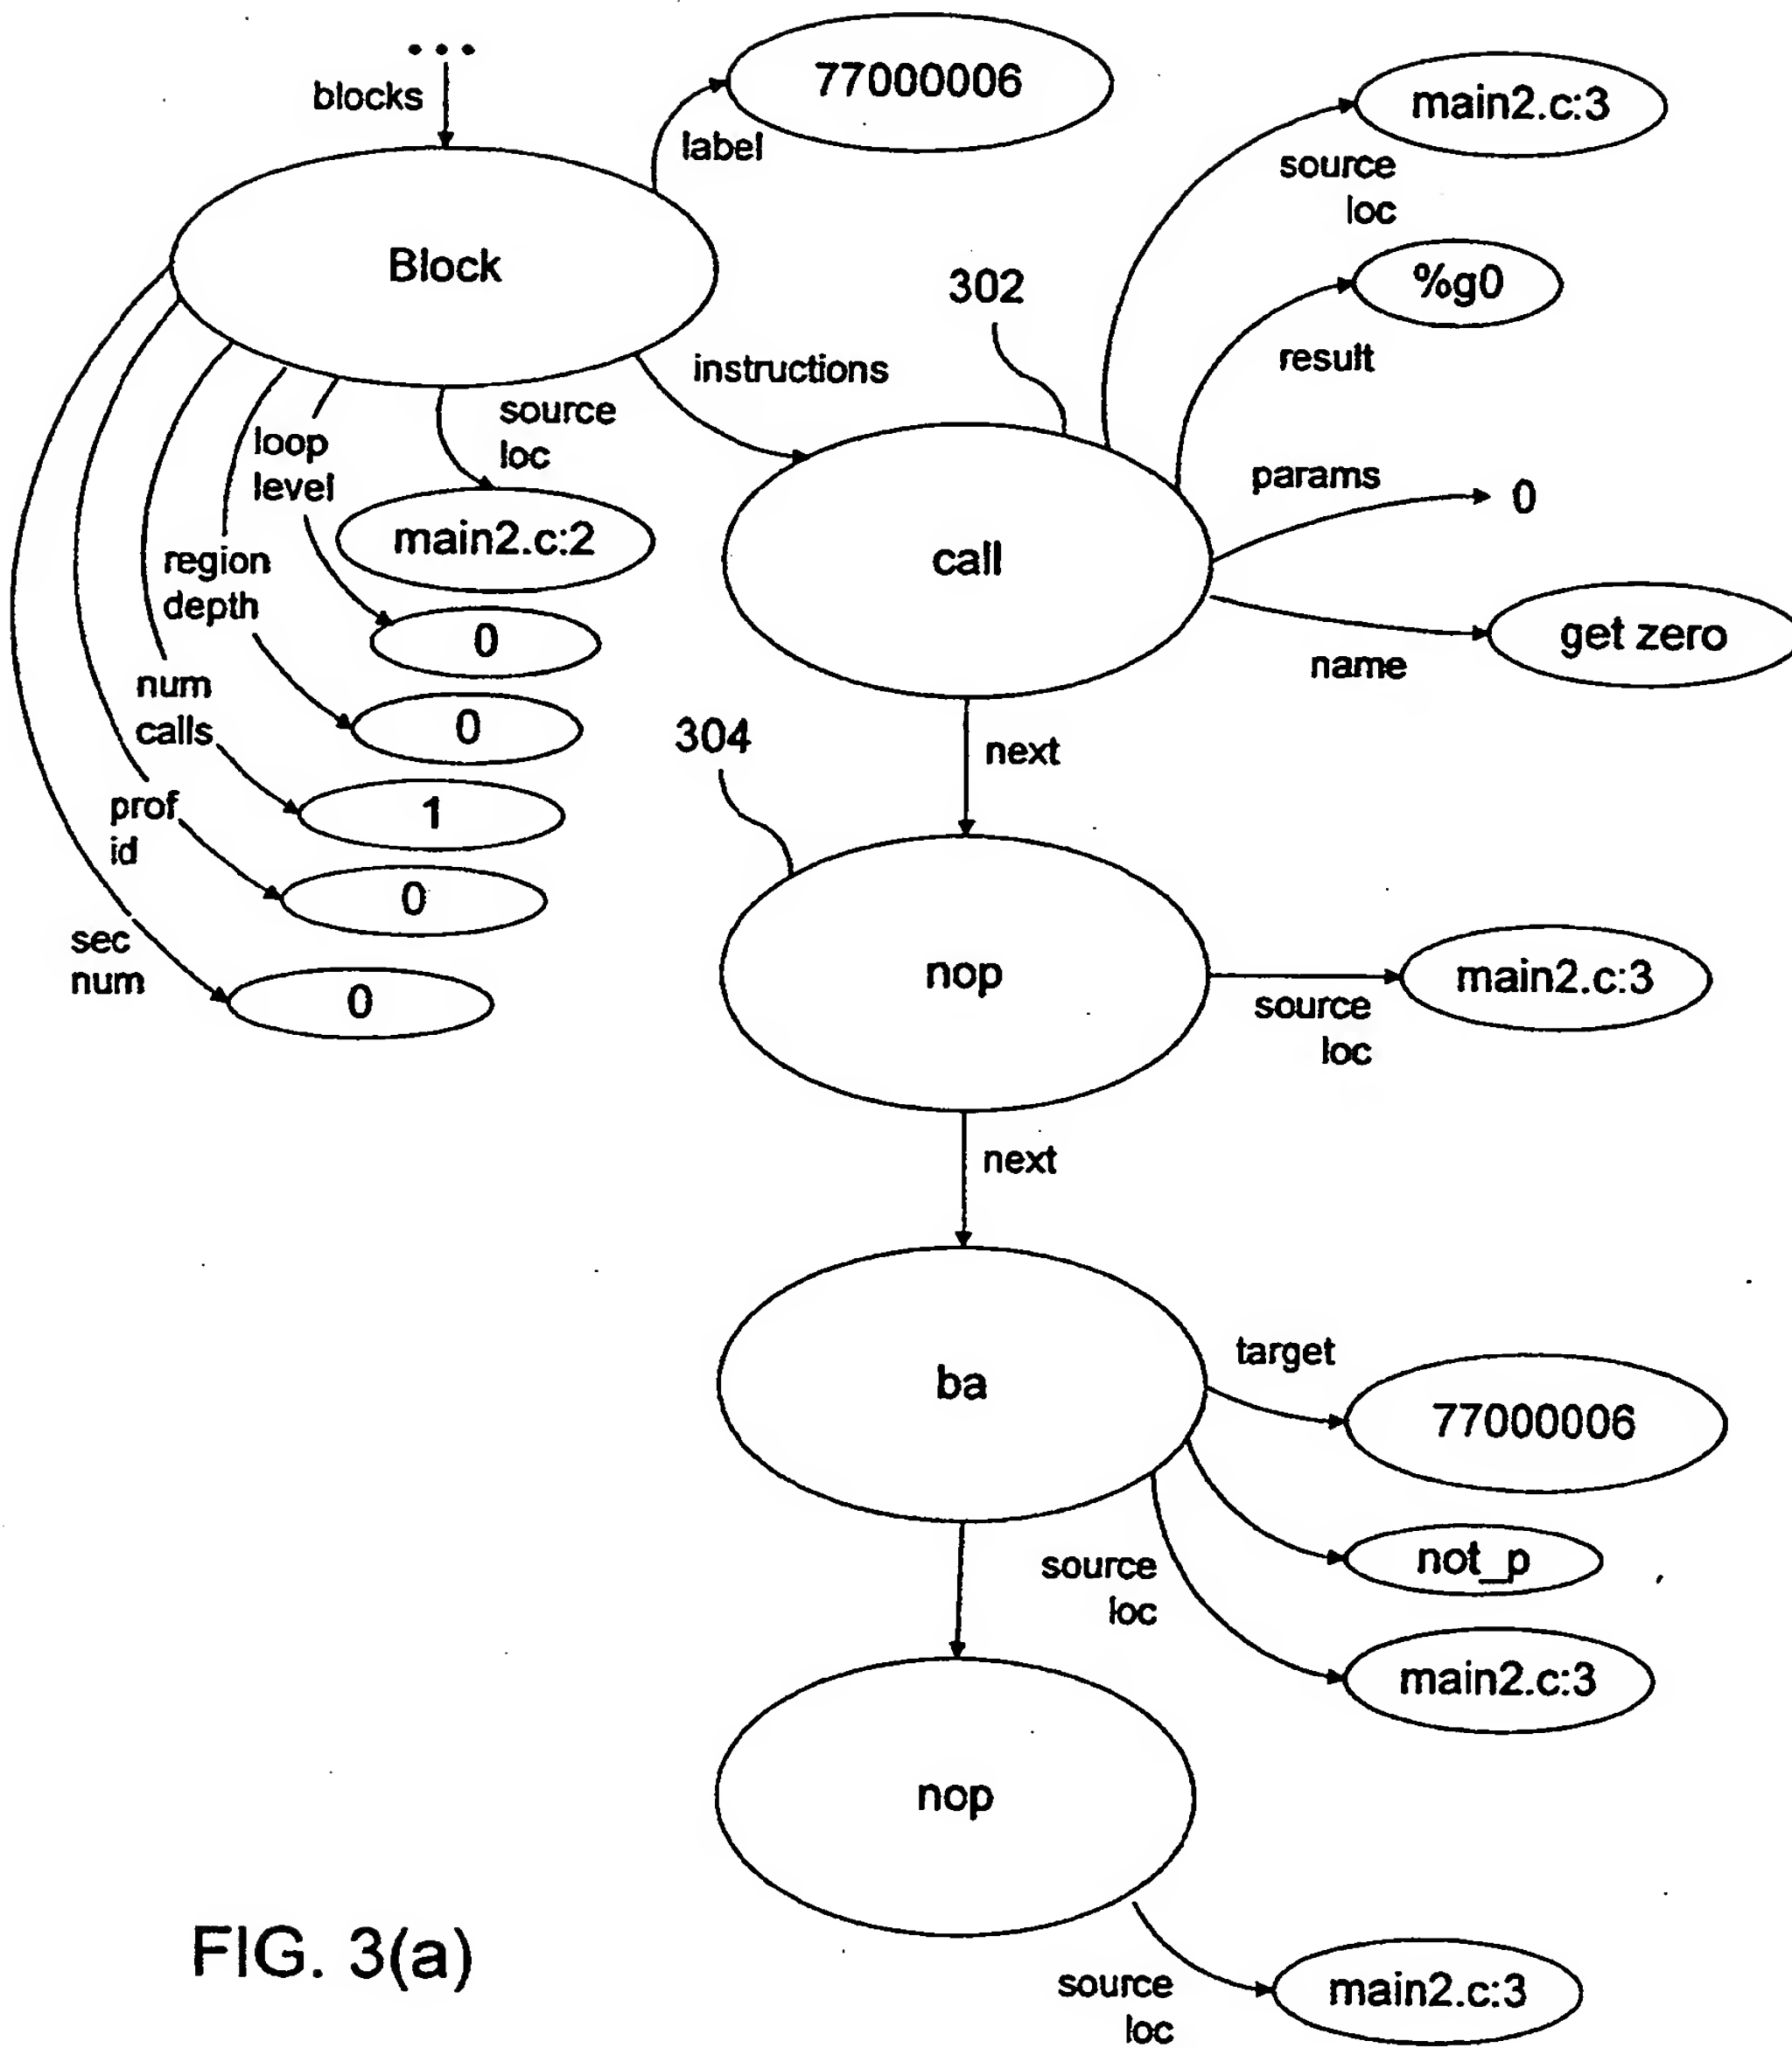 • • •
blocks
77000006
label
main2.c:3
source
loc
Block
302
%g0
result
instructions
source
loc
loop
level
params
0
main2.c:2
call
region
depth
0
get zero
name
num
calls
0
304
next
prof
id
1
0
sec
num
0
nop
main2.c:3
source
loc
next
ba
target
77000006
not_p
source
loc
main2.c:3
nop
FIG. 3(a)
source
loc
main2.c:3